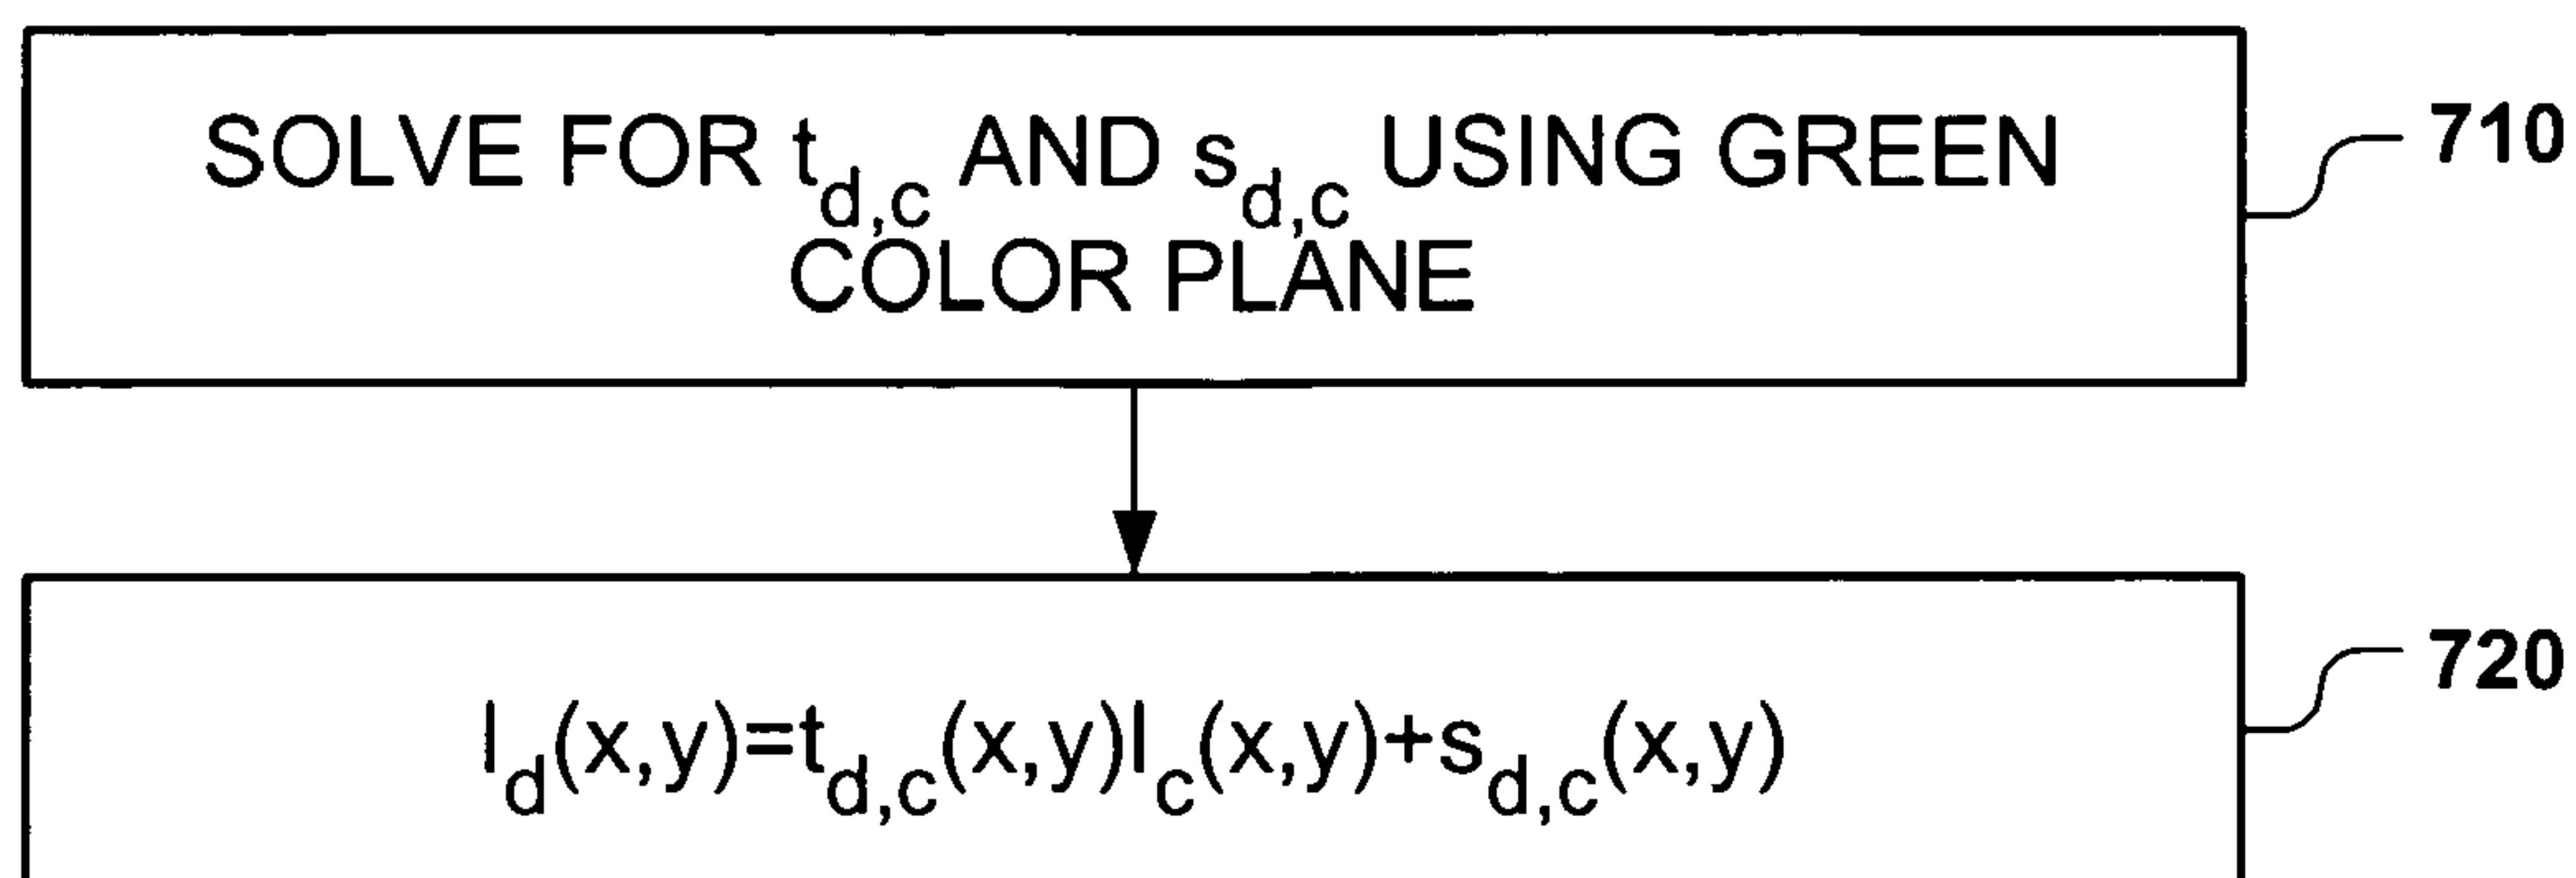 SOLVE FOR t_{d,c} AND s_{d,c} USING GREEN
COLOR PLANE
710
I_d(x,y)=t_{d,c}(x,y)I_c(x,y)+s_{d,c}(x,y)
720